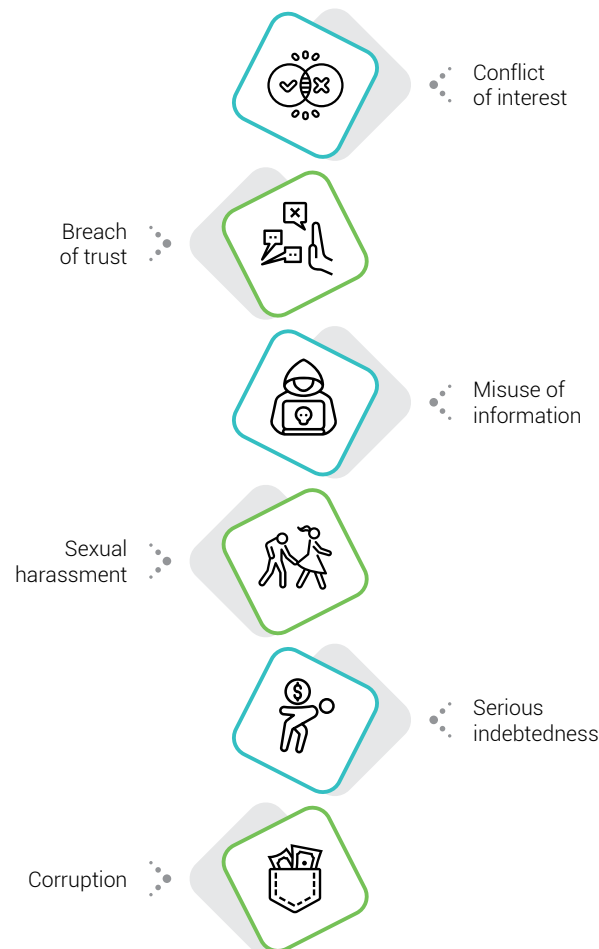 Conflict
of interest
Breach
of trust
Misuse of
information
Sexual
harassment
$
Serious
indebtedness
Corruption